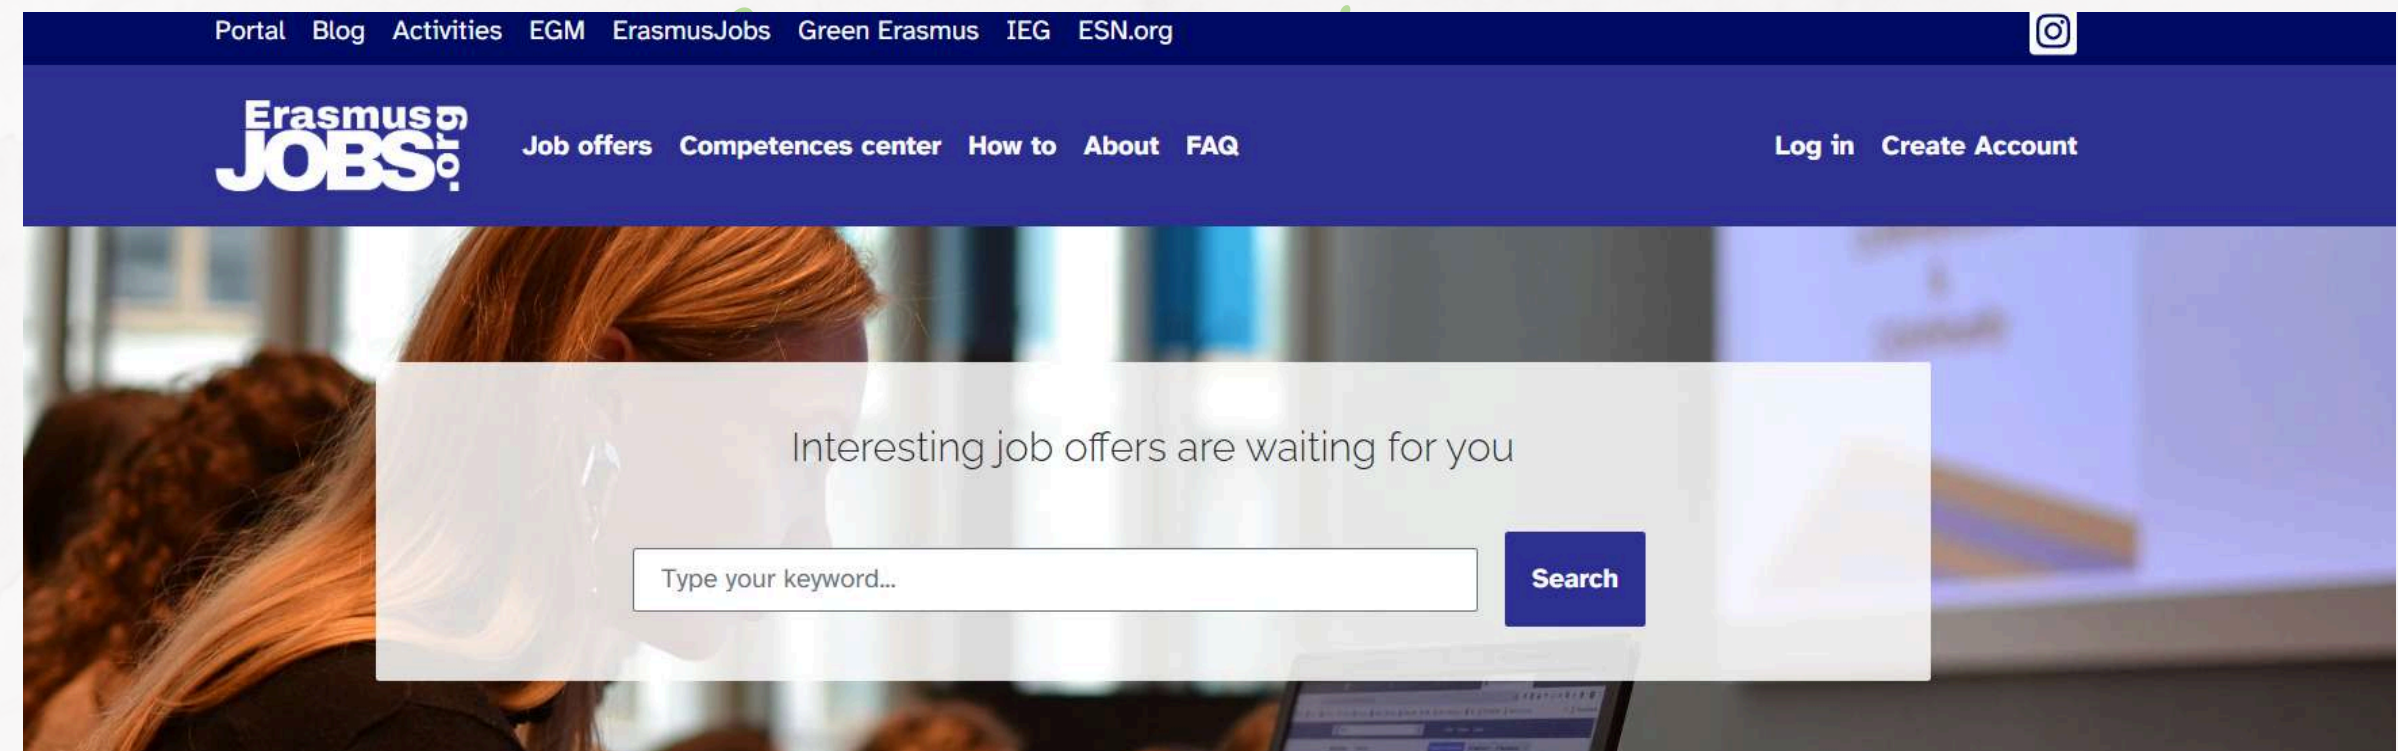 Portal Blog Activities EGM ErasmusJobs Green Erasmus IEG ESN.org
Erasmus
JOBS
.org
Job offers Competences center How to About FAQ
Log in Create Account
Interesting job offers are waiting for you
Type your keyword...
Search